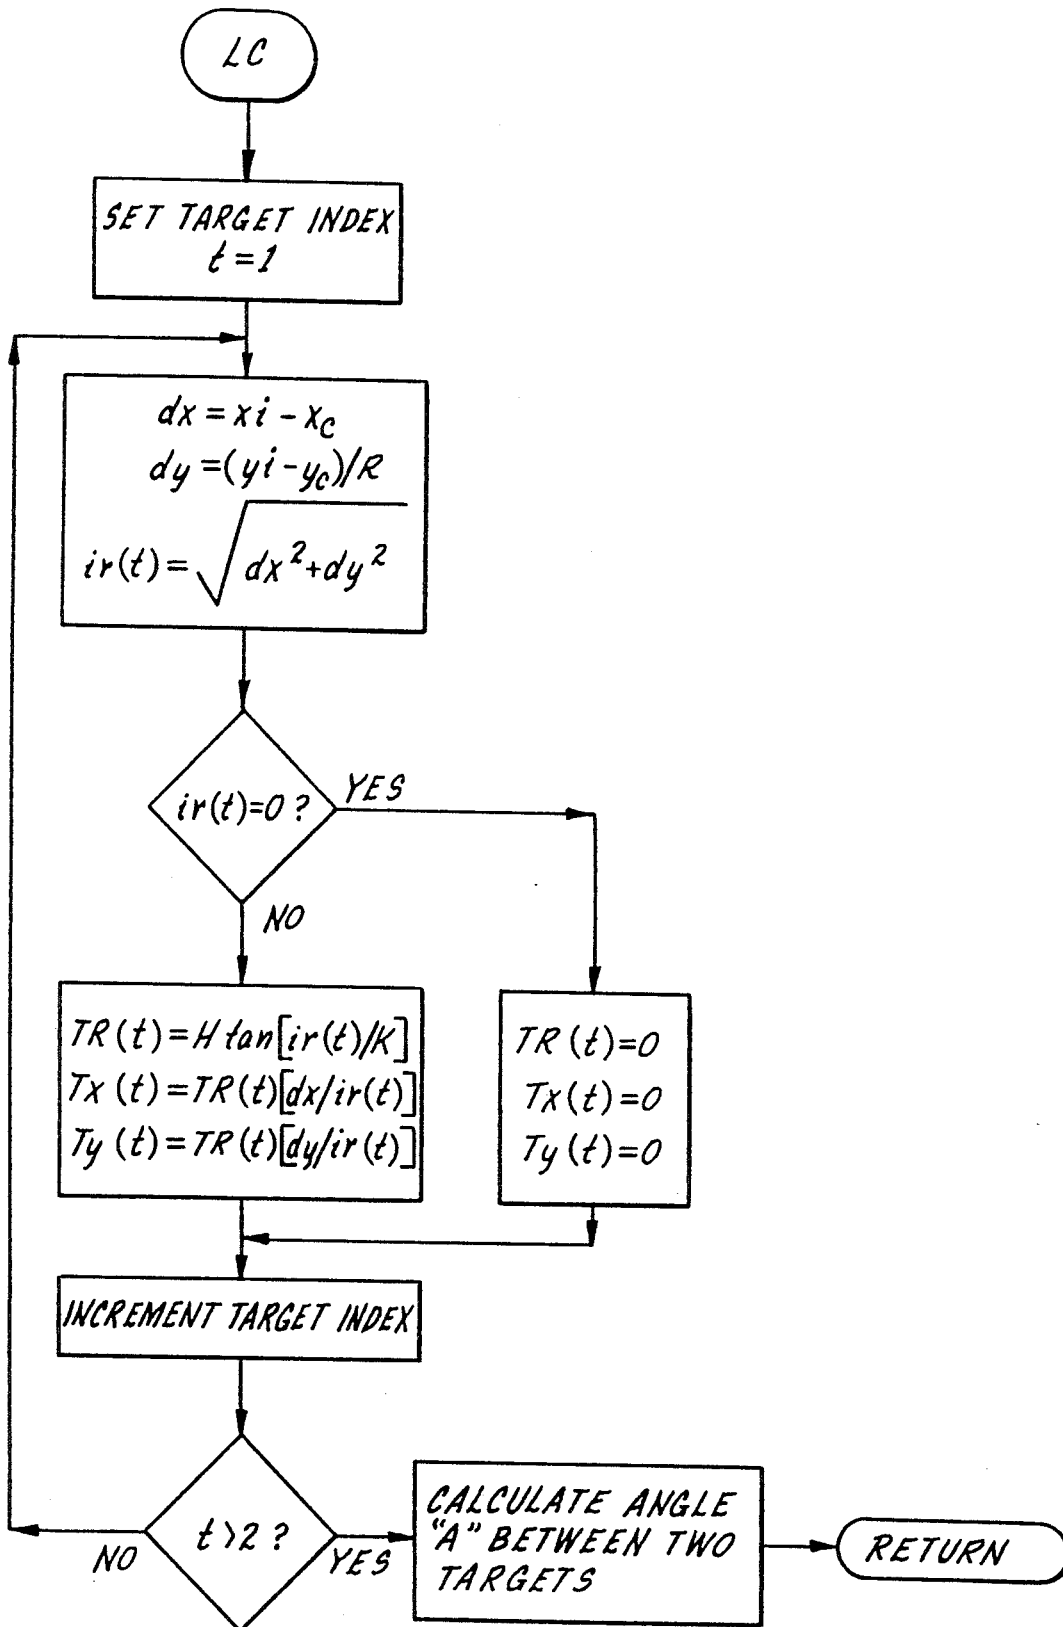 LC
SET TARGET INDEX
t=1
dx = xi - xc
dy = (yi - yc)/R
ir(t) = √dx²+dy²
ir(t)=0?
YES
NO
TR(t)=H tan[ir(t)/K]
Tx(t)=TR(t)[dx/ir(t)]
Ty(t)=TR(t)[dy/ir(t)]
TR(t)=0
Tx(t)=0
Ty(t)=0
INCREMENT TARGET INDEX
t>2?
NO
YES
CALCULATE ANGLE
"A" BETWEEN TWO
TARGETS
RETURN